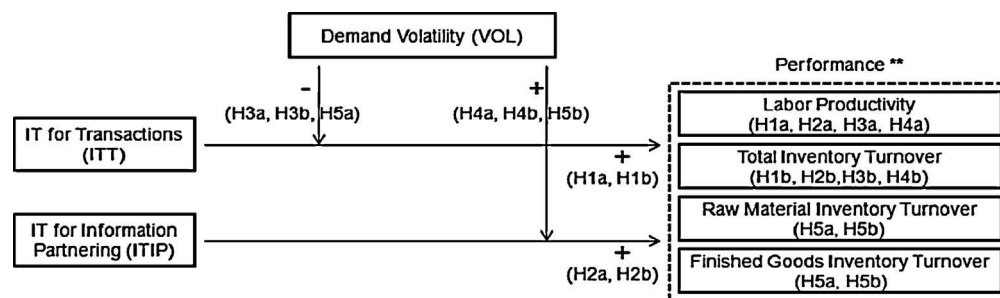 Demand Volatility (VOL)
Performance **
-
+
(H3a, H3b, H5a)
(H4a, H4b, H5b)
Labor Productivity
(H1a, H2a, H3a, H4a)
IT for Transactions
(ITT)
+
(H1a, H1b)
Total Inventory Turnover
(H1b, H2b,H3b, H4b)
Raw Material Inventory Turnover
(H5a, H5b)
IT for Information
Partnering (ITIP)
+
(H2a, H2b)
Finished Goods Inventory Turnover
(H5a, H5b)